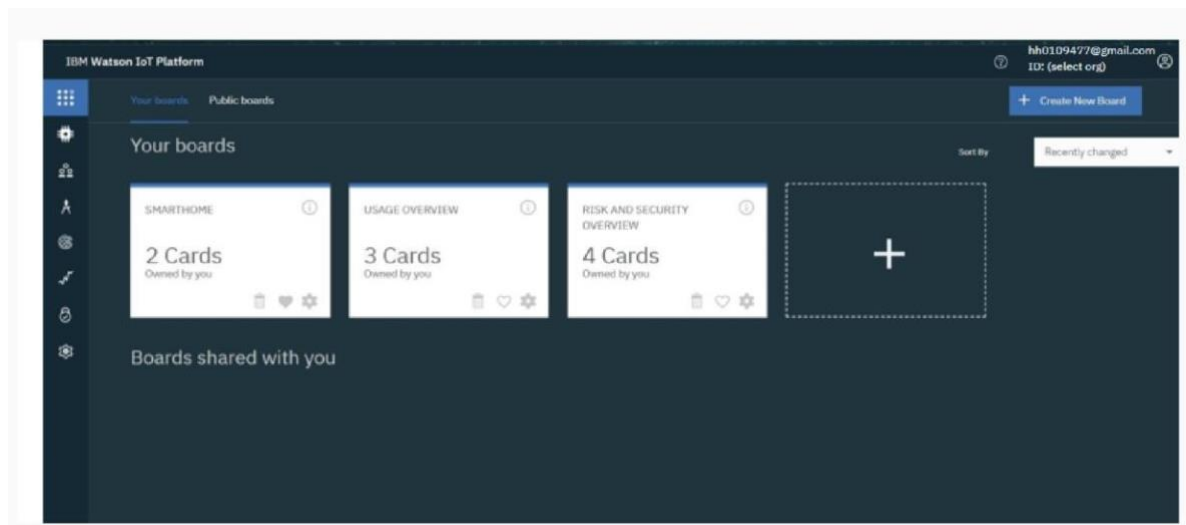 IBM Watson IoT Platform
hh0109477@gmail.com
ID: (select org)
Your boards
Public boards
+ Create New Board
Your boards
Sort By
Recently changed
SMARTHOME
2 Cards
Owned by you
USAGE OVERVIEW
3 Cards
Owned by you
RISK AND SECURITY
OVERVIEW
4 Cards
Owned by you
Boards shared with you